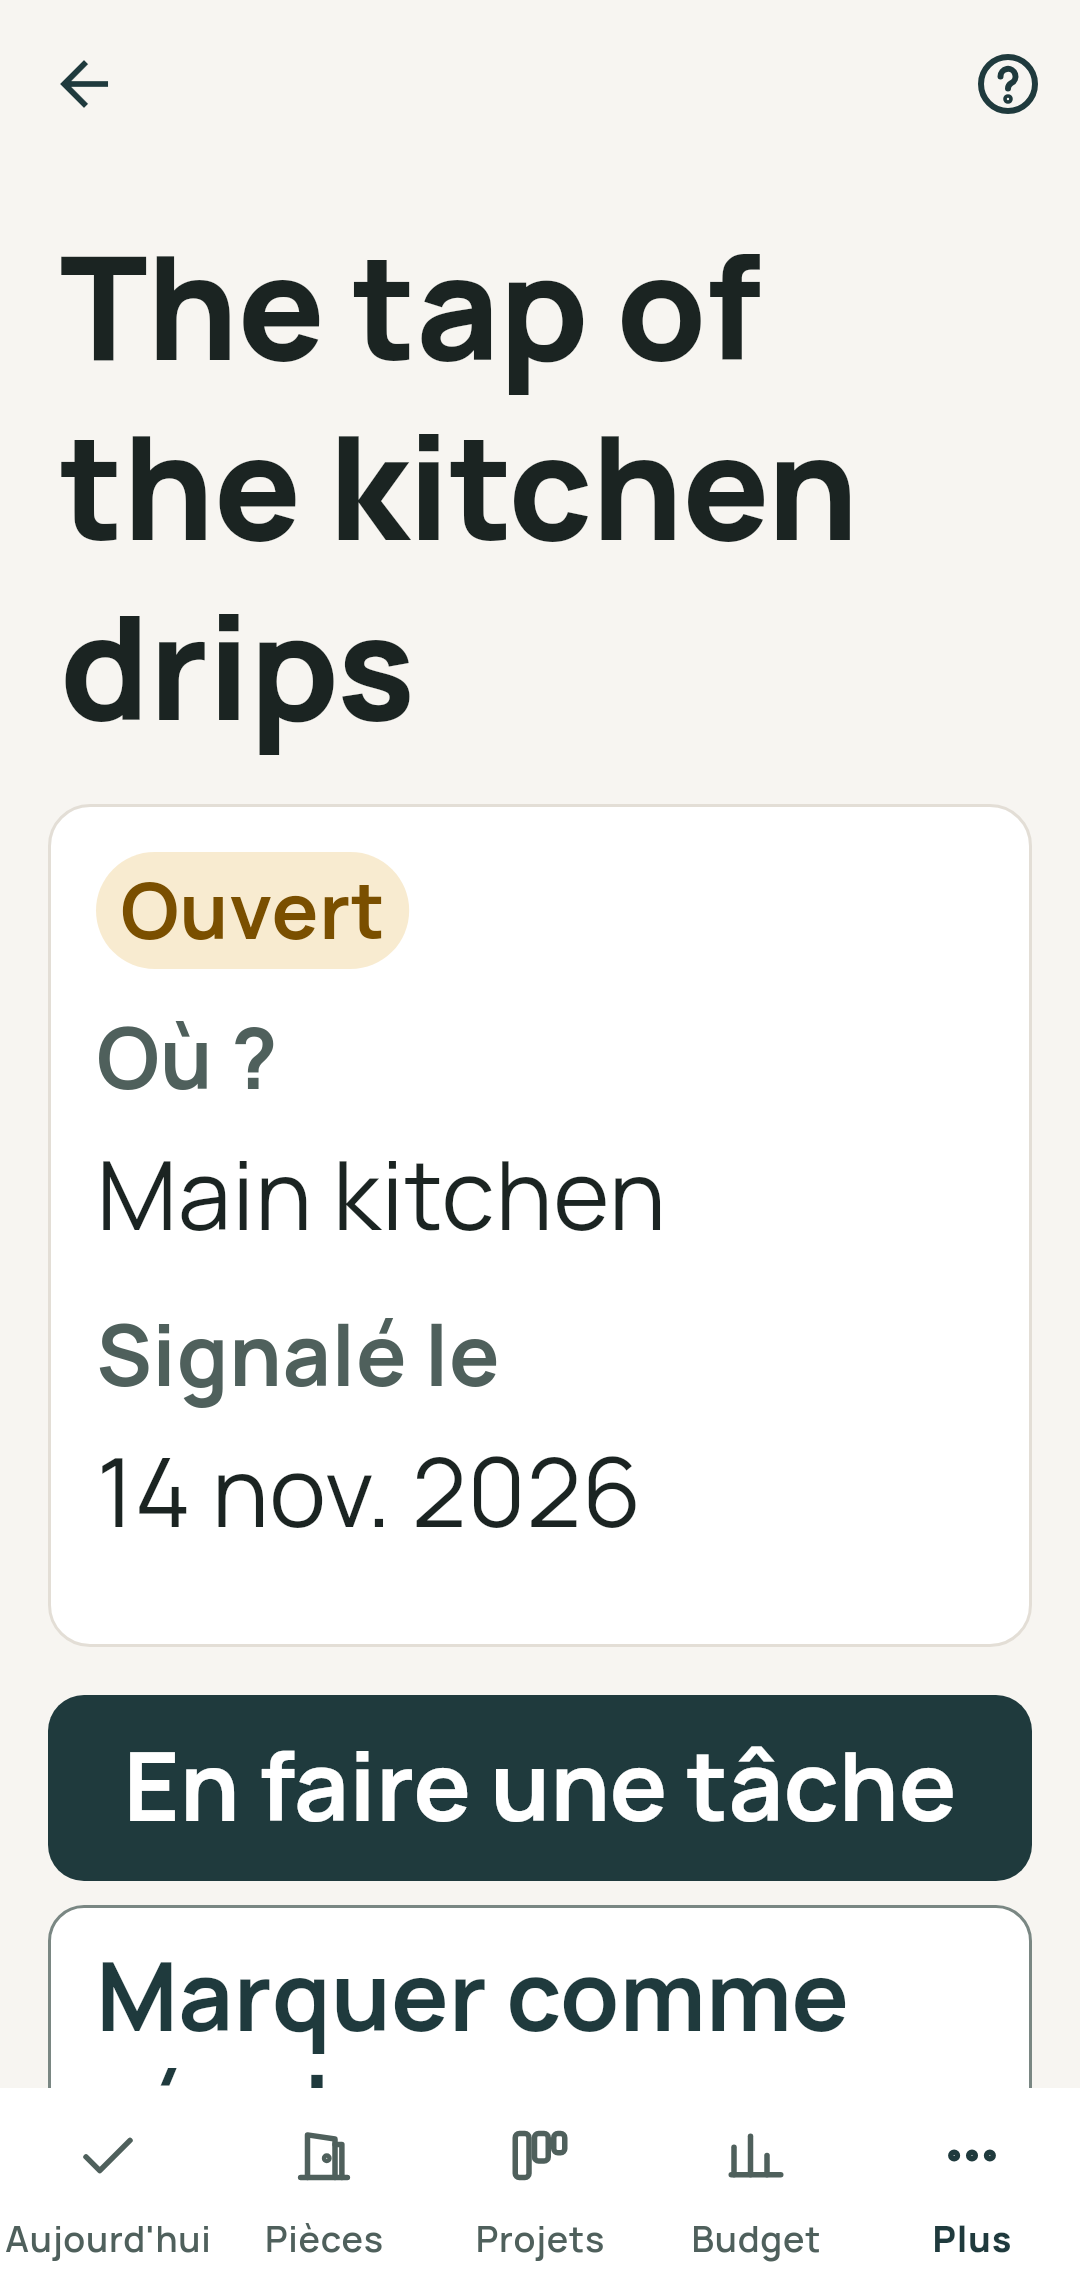 The tap of
the kitchen
drips
Ouvert
Où ?
Main kitchen
Signalé le
14 nov. 2026
En faire une tâche
Marquer comme
Aujourd'hui
Pièces
Projets
Budget
Plus